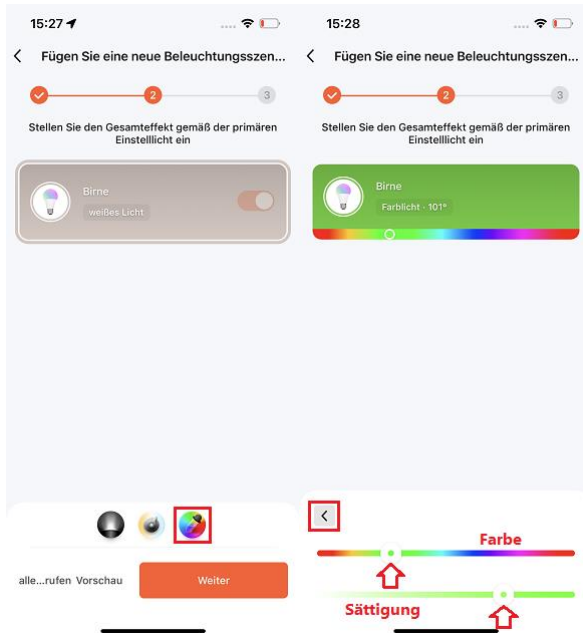 15:27
Fügen Sie eine neue Beleuchtungsszen...
2
3
Stellen Sie den Gesamteffekt gemäß der primären
Einstelllicht ein
Birne
weißes Licht
alle...rufen Vorschau
Weiter
15:28
Fügen Sie eine neue Beleuchtungsszen...
2
3
Stellen Sie den Gesamteffekt gemäß der primären
Einstelllicht ein
Birne
Farblicht · 101°
Farbe
Sättigung